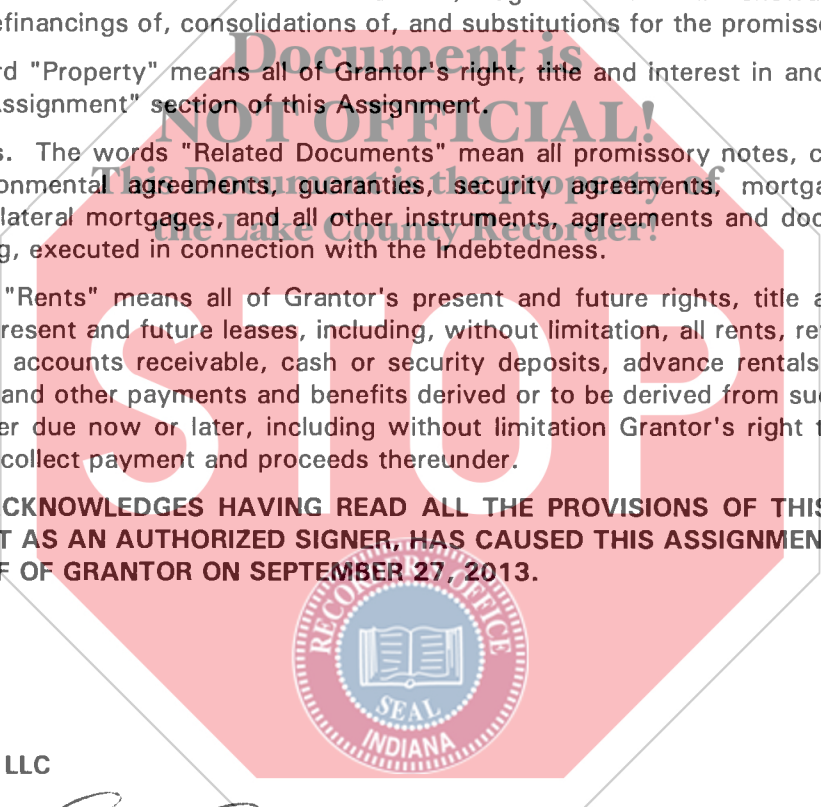 efinancings of, consolidations of, and substitutions for the promisso
Document is
rd "Property" means all of Grantor's right, title and interest in and
Assignment" section of this Assignment.
NOT OFFICIAL!
s. The words "Related Documents" mean all promissory notes, c
This Document is the property of
onmental agreements, guaranties, security agreements, mortga
lateral mortgages, and all other instruments, agreements and doc
the Lake County Recorder!
g, executed in connection with the Indebtedness.
"Rents" means all of Grantor's present and future rights, title a
resent and future leases, including, without limitation, all rents, re
accounts receivable, cash or security deposits, advance rentals
and other payments and benefits derived or to be derived from suc
er due now or later, including without limitation Grantor's right t
collect payment and proceeds thereunder.
STOP
CKNOWLEDGES HAVING READ ALL THE PROVISIONS OF THIS
T AS AN AUTHORIZED SIGNER, HAS CAUSED THIS ASSIGNMEN
F OF GRANTOR ON SEPTEMBER 27, 2013.
RECORDER'S OFFICE
SEAL
INDIANA
LLC